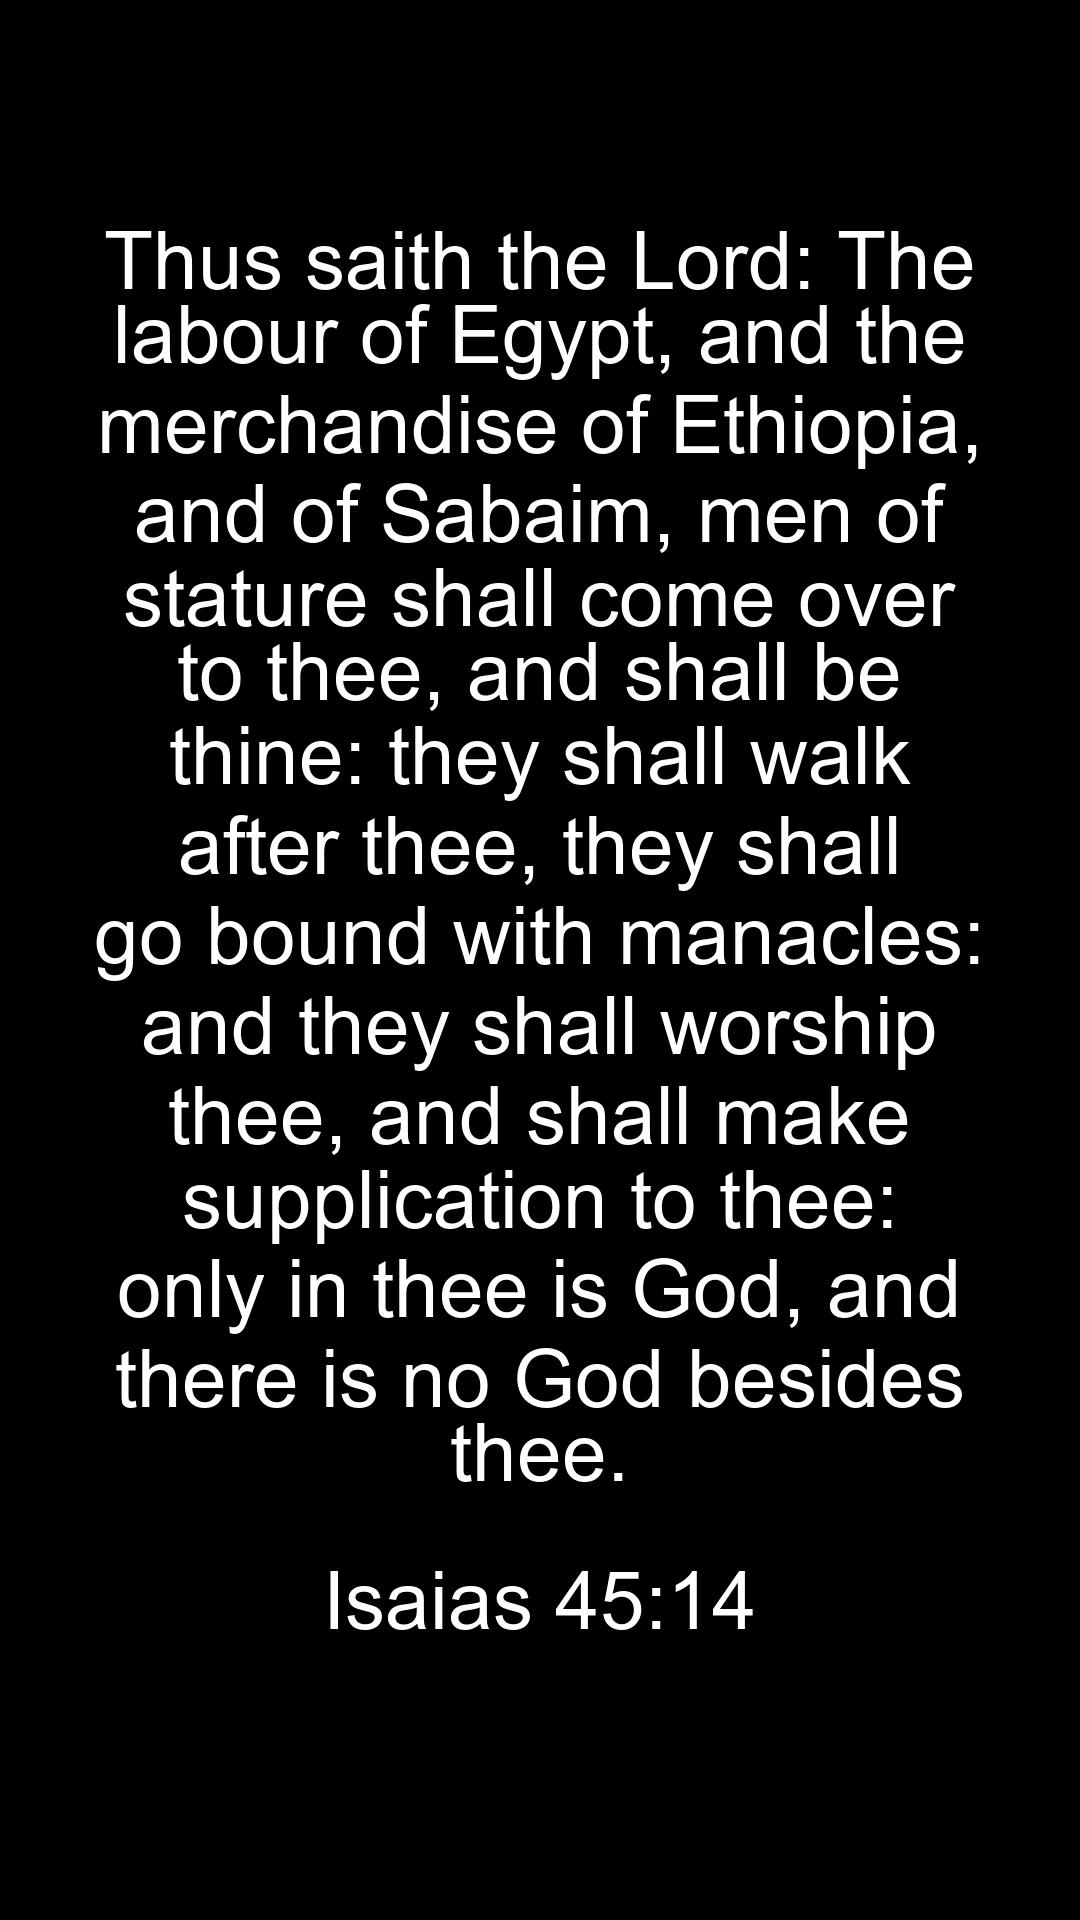 Thus saith the Lord: The
labour of Egypt, and the
merchandise of Ethiopia,
and of Sabaim, men of
stature shall come over
to thee, and shall be
thine: they shall walk
after thee, they shall
go bound with manacles:
and they shall worship
thee, and shall make
supplication to thee:
only in thee is God, and
there is no God besides
thee.
Isaias 45:14